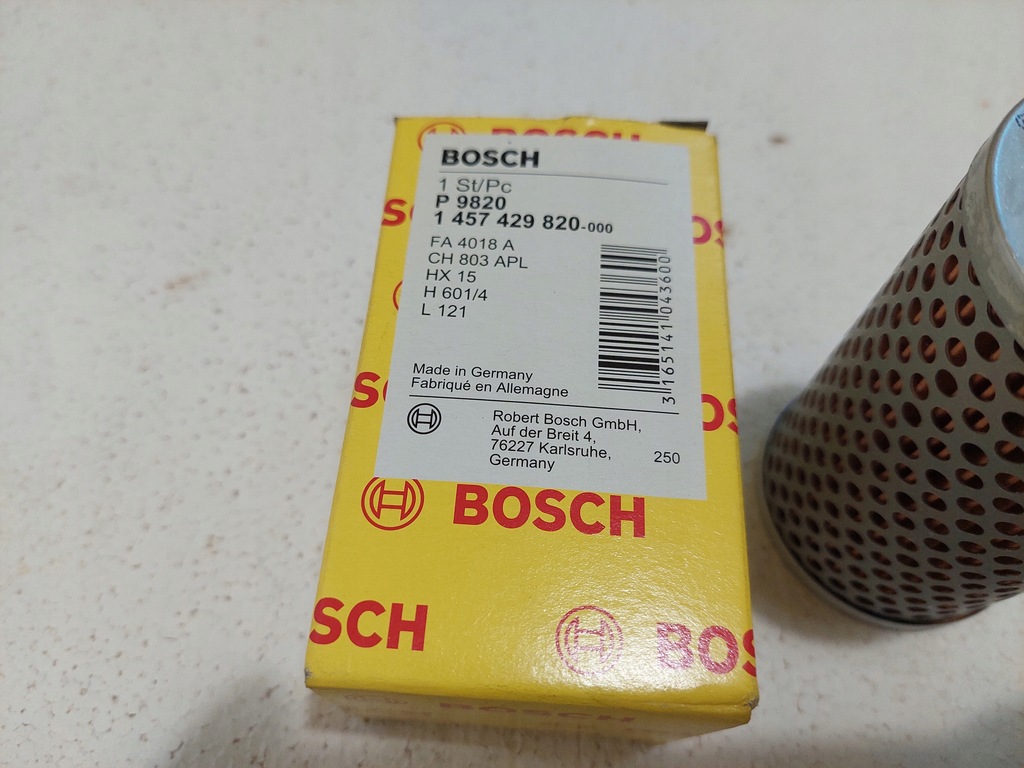 BOSCH
BOSCH
1 St/Pc
P 9820
1 457 429 820-000
FA 4018 A
CH 803 APL
HX 15
H 601/4
L 121
3 165141 043600
Made in Germany
Fabriqué en Allemagne
Robert Bosch GmbH,
Auf der Breit 4,
76227 Karlsruhe,
Germany
250
BOSCH
SCH
BOS
BOSCH